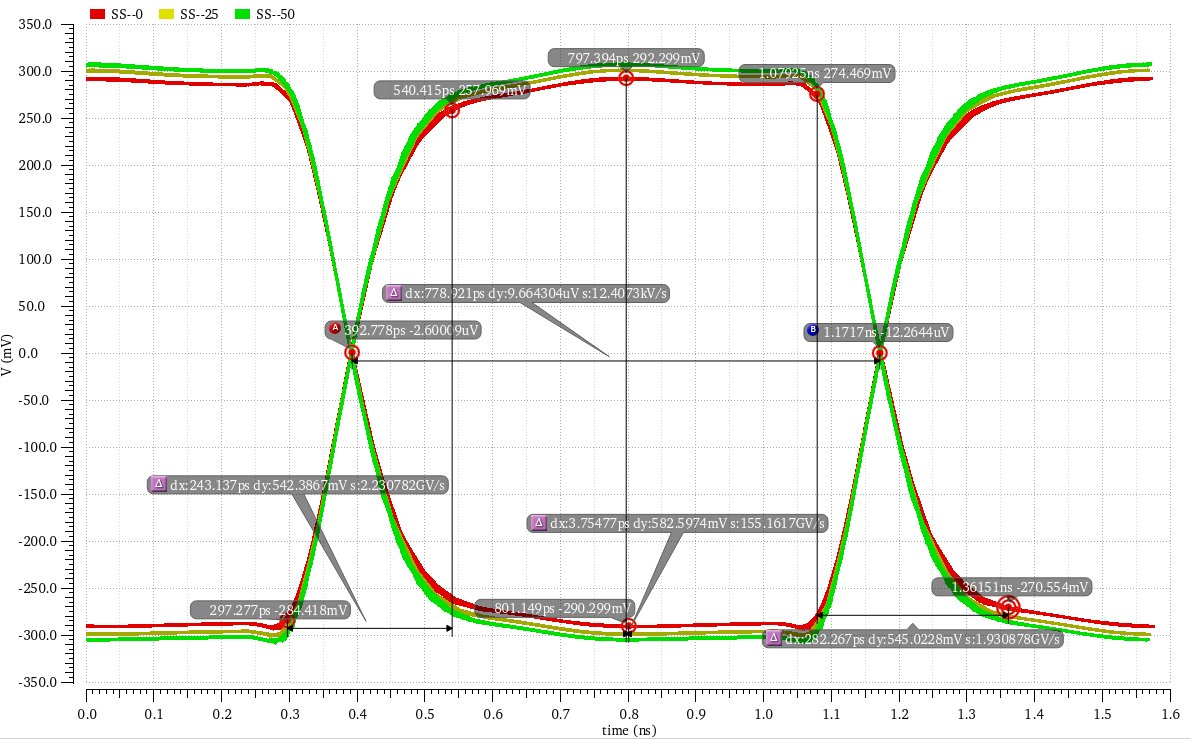 SS--0 SS--25 SS--50
350.0
300.0
250.0
200.0
150.0
100.0
50.0
0.0
-50.0
-100.0
-150.0
-200.0
-250.0
-300.0
-350.0
V (mV)
797.394ps 292.299mV
1.07925ns 274.469mV
540.415ps 257.969mV
Δ dx:778.921ps dy:9.664304uV s:12.4073kV/s
A 392.778ps -2.60009uV
B 1.1717ns -12.2644uV
Δ dx:243.137ps dy:542.3867mV s:2.230782GV/s
Δ dx:3.75477ps dy:582.5974mV s:155.1617GV/s
1.36151ns -270.554mV
297.277ps -284.418mV
801.149ps -290.299mV
Δ dx:282.267ps dy:545.0228mV s:1.930878GV/s
0.0 0.1 0.2 0.3 0.4 0.5 0.6 0.7 0.8 0.9 1.0 1.1 1.2 1.3 1.4 1.5 1.6
time (ns)